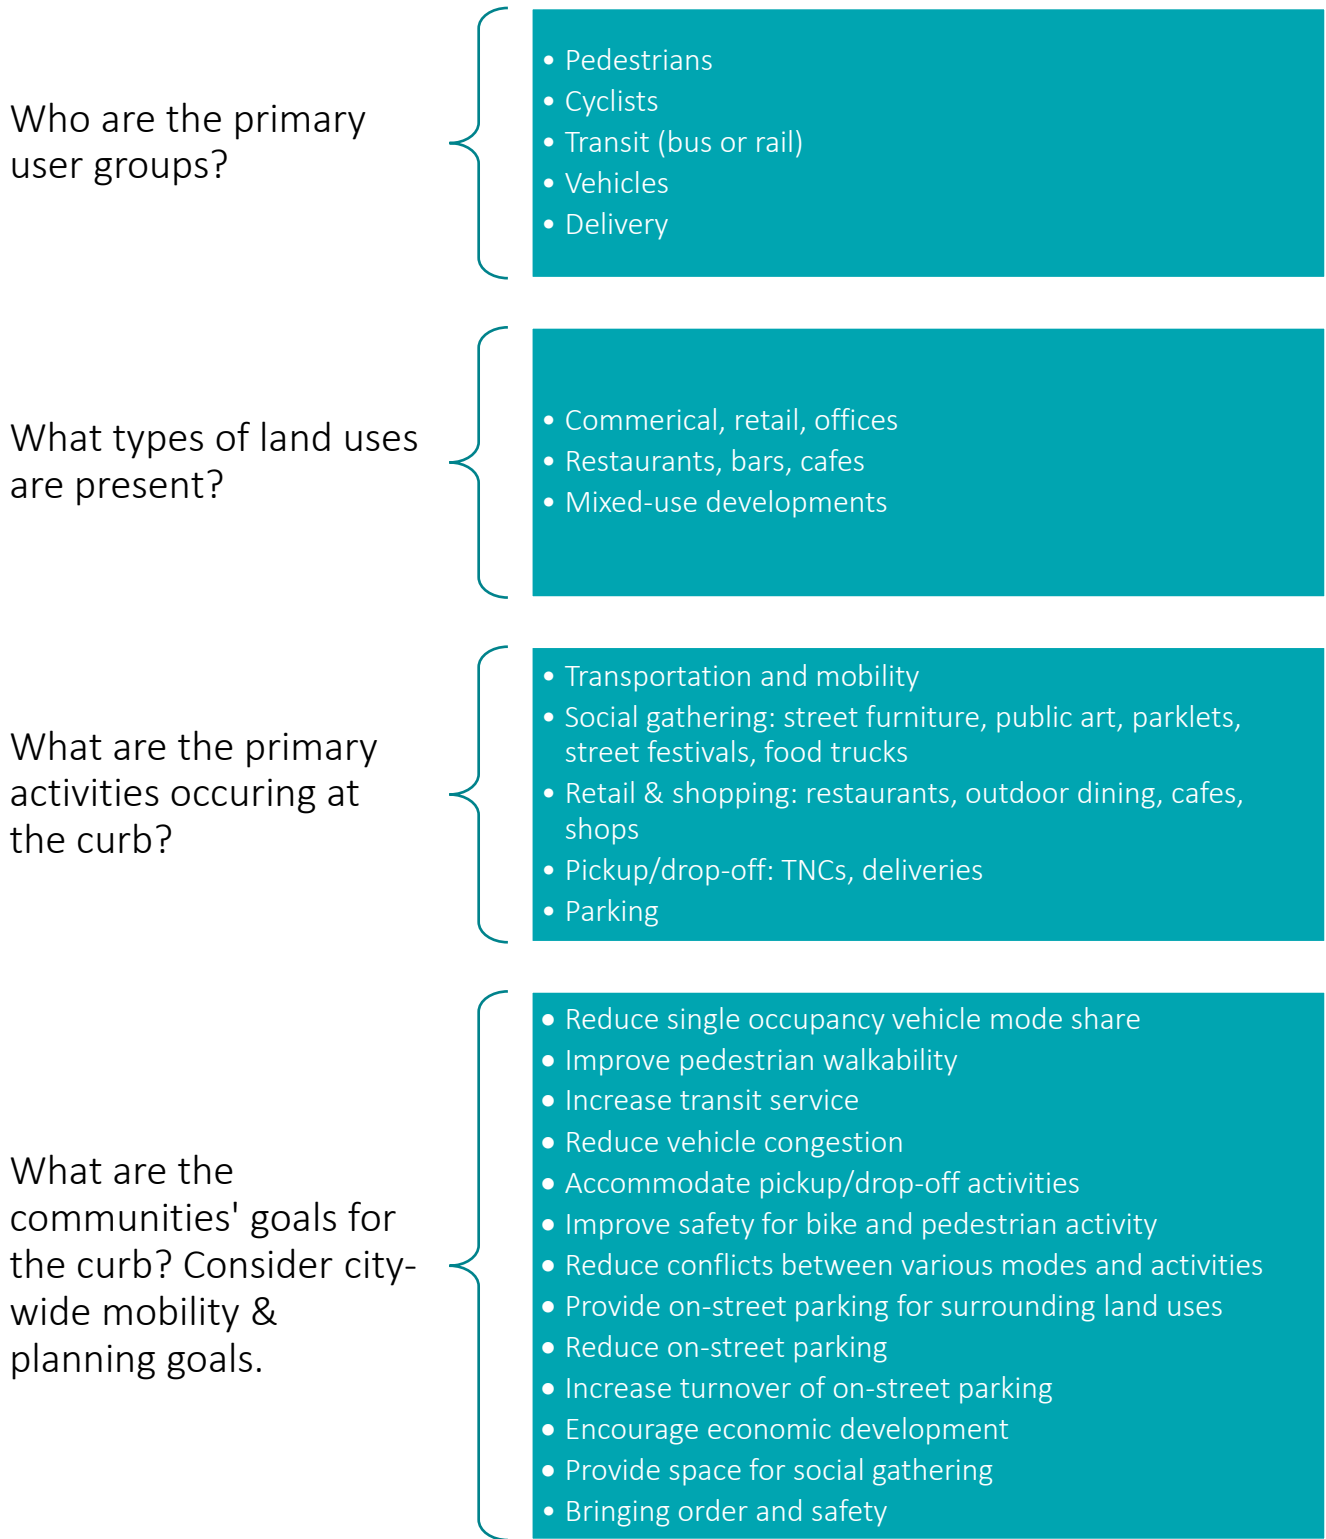 Who are the primary
user groups?
• Pedestrians
• Cyclists
• Transit (bus or rail)
• Vehicles
• Delivery
What types of land uses
are present?
• Commerical, retail, offices
• Restaurants, bars, cafes
• Mixed-use developments
What are the primary
activities occuring at
the curb?
• Transportation and mobility
• Social gathering: street furniture, public art, parklets,
street festivals, food trucks
• Retail & shopping: restaurants, outdoor dining, cafes,
shops
• Pickup/drop-off: TNCs, deliveries
• Parking
What are the
communities' goals for
the curb? Consider city-
wide mobility &
planning goals.
• Reduce single occupancy vehicle mode share
• Improve pedestrian walkability
• Increase transit service
• Reduce vehicle congestion
• Accommodate pickup/drop-off activities
• Improve safety for bike and pedestrian activity
• Reduce conflicts between various modes and activities
• Provide on-street parking for surrounding land uses
• Reduce on-street parking
• Increase turnover of on-street parking
• Encourage economic development
• Provide space for social gathering
• Bringing order and safety